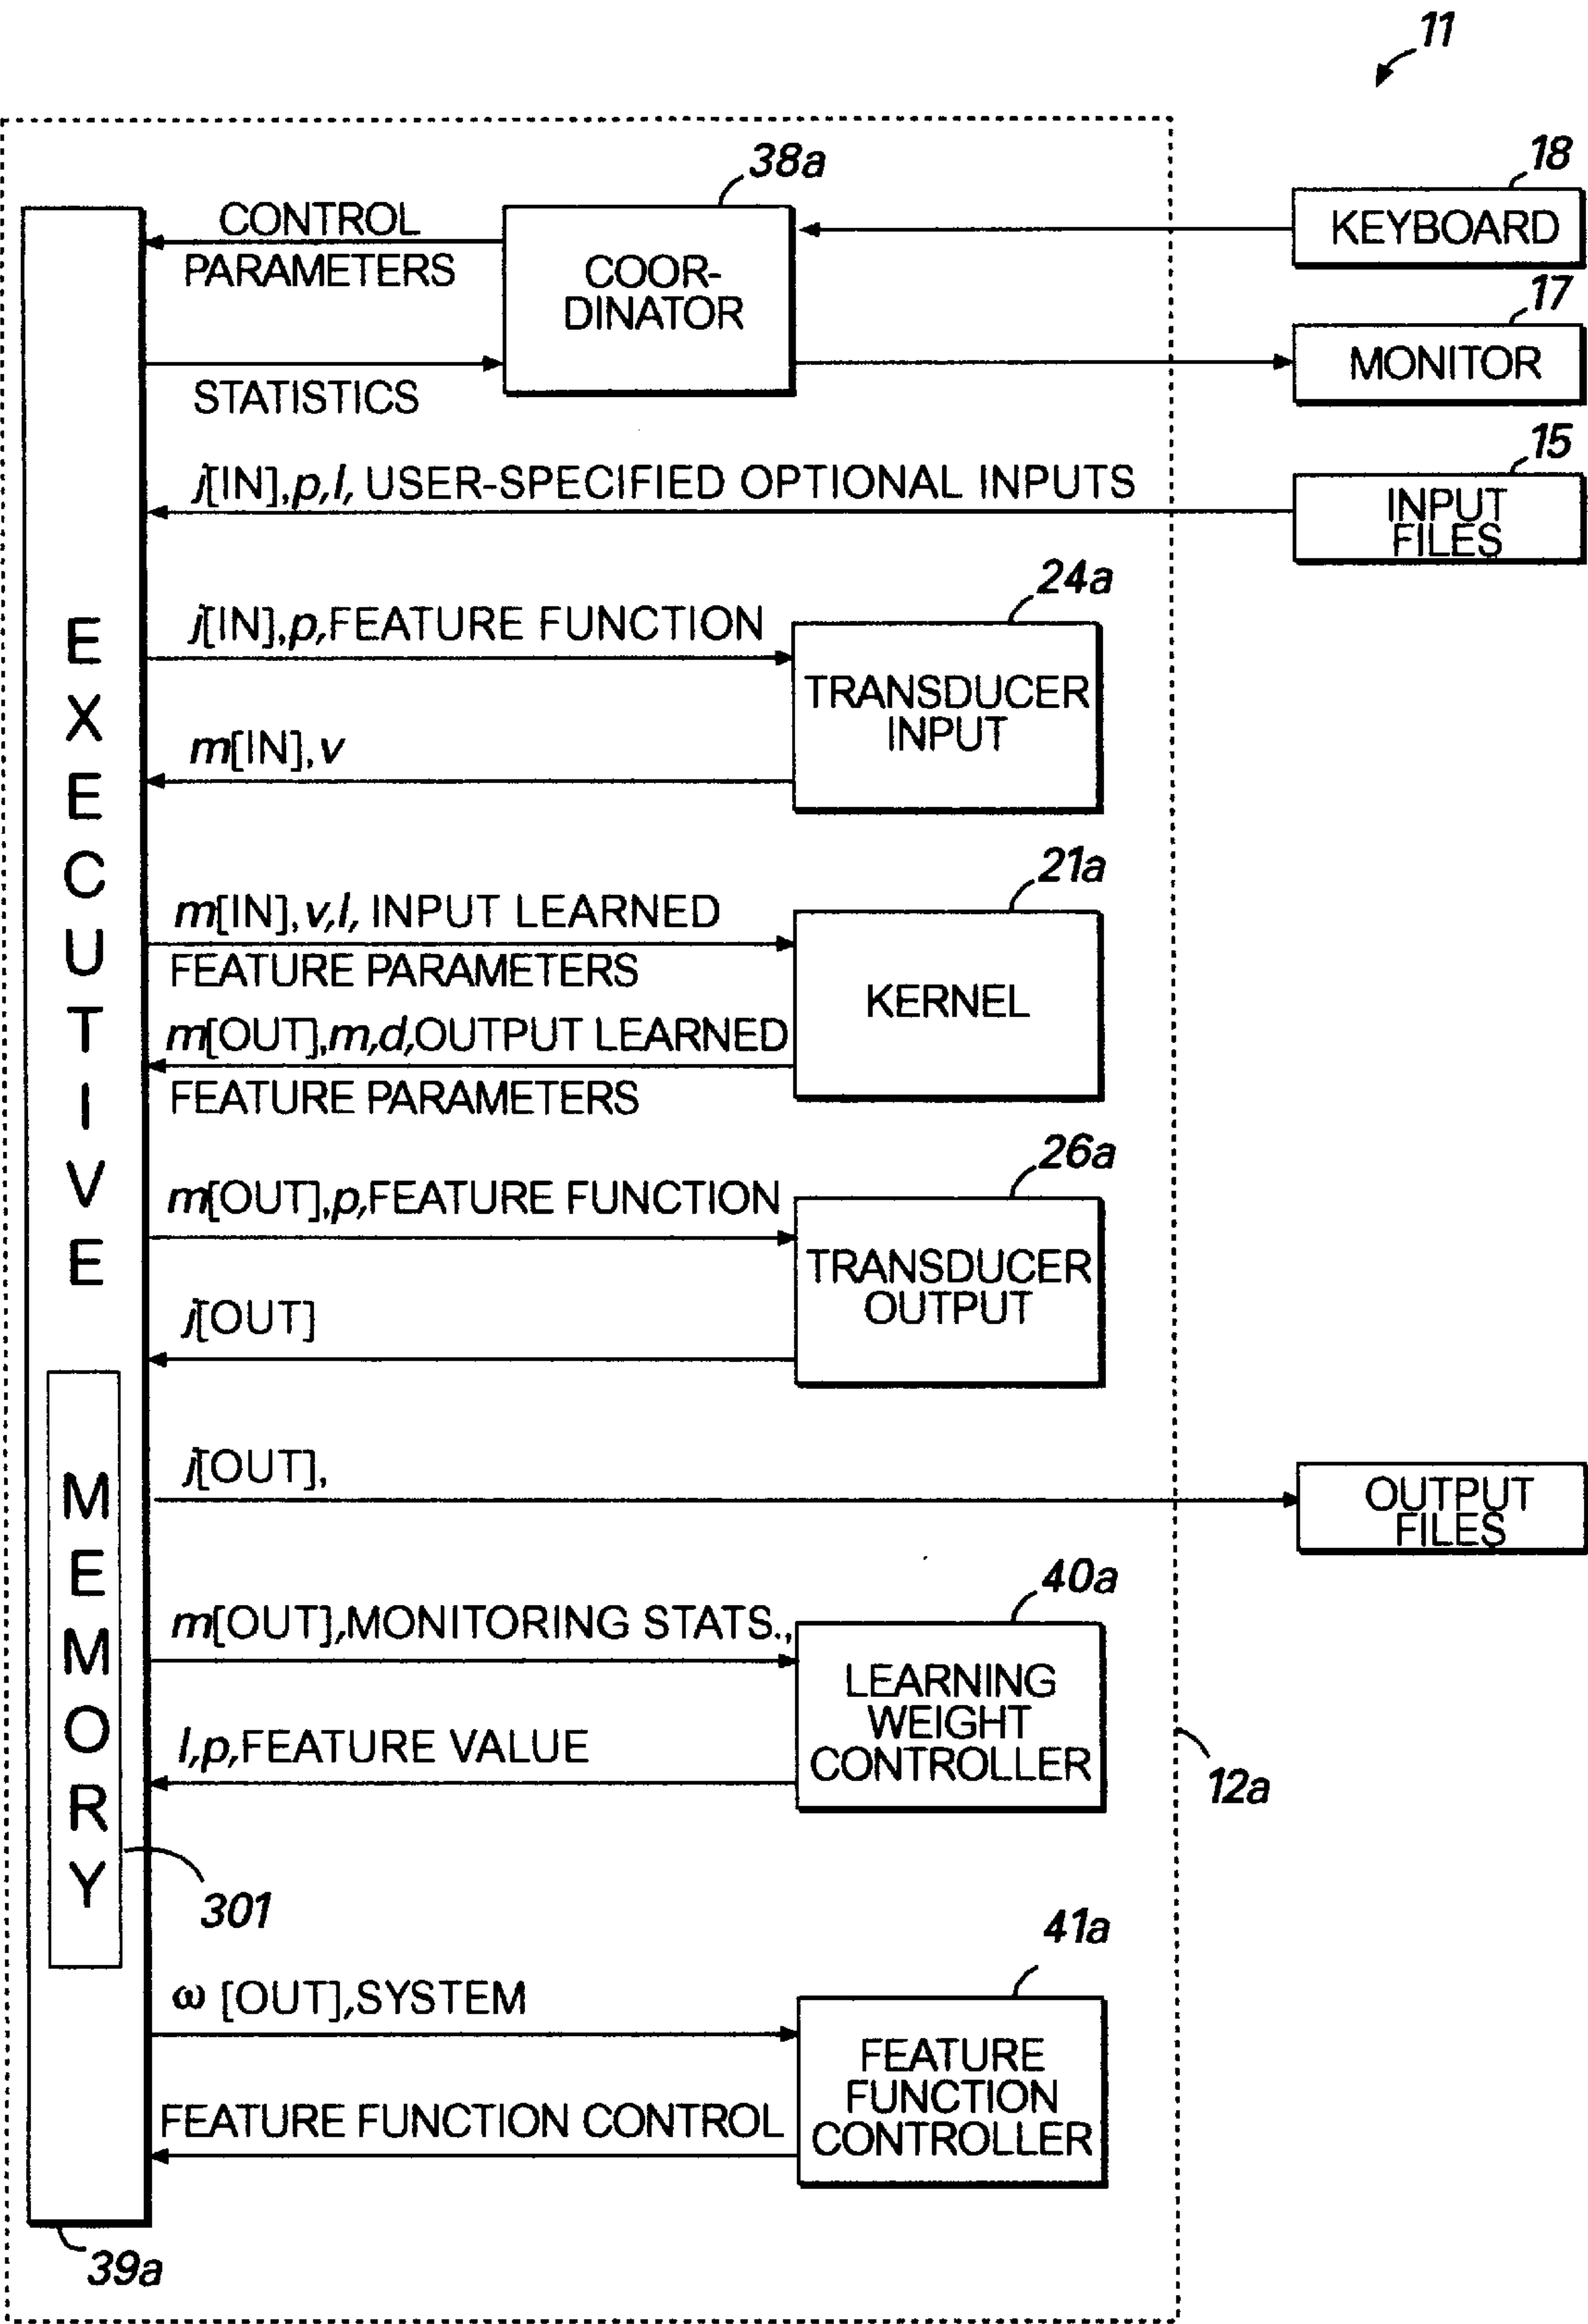 11
38a
18
CONTROL
PARAMETERS
COOR-
DINATOR
KEYBOARD
17
MONITOR
STATISTICS
15
j[IN],p,l, USER-SPECIFIED OPTIONAL INPUTS
INPUT
FILES
24a
j[IN],p,FEATURE FUNCTION
TRANSDUCER
INPUT
m[IN],v
EXECUTIVE
21a
m[IN],v,l, INPUT LEARNED
FEATURE PARAMETERS
KERNEL
m[OUT],m,d,OUTPUT LEARNED
FEATURE PARAMETERS
26a
m[OUT],p,FEATURE FUNCTION
TRANSDUCER
OUTPUT
j[OUT]
MEMORY
j[OUT],
OUTPUT
FILES
40a
m[OUT],MONITORING STATS.,
LEARNING
WEIGHT
CONTROLLER
l,p,FEATURE VALUE
12a
301
41a
ω [OUT],SYSTEM
FEATURE
FUNCTION
CONTROLLER
FEATURE FUNCTION CONTROL
39a